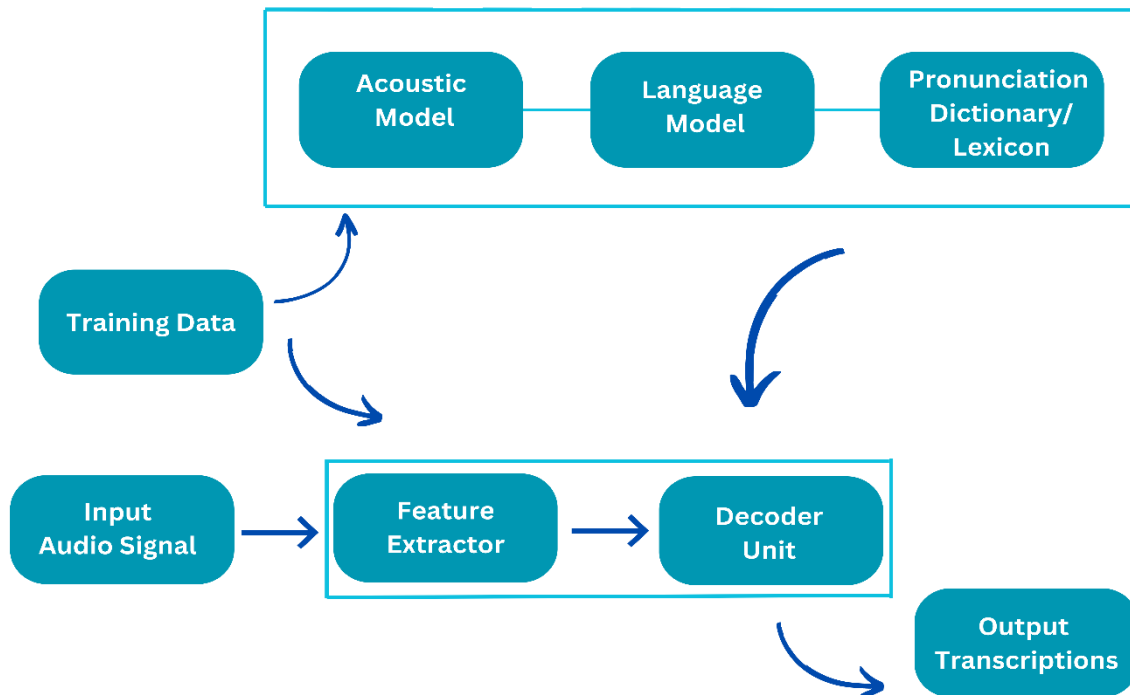 Acoustic
Model
Language
Model
Pronunciation
Dictionary/
Lexicon
Training Data
Input
Audio Signal
Feature
Extractor
Decoder
Unit
Output
Transcriptions